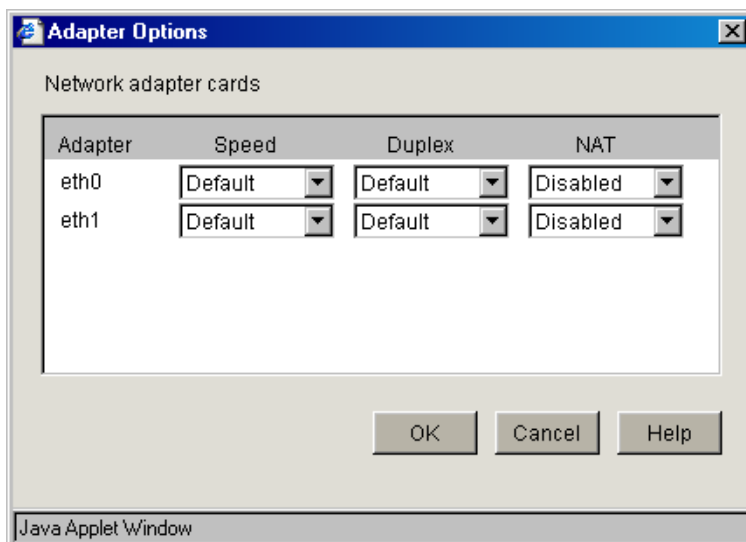 Adapter Options
Network adapter cards
Adapter Speed Duplex NAT
eth0 Default Default Disabled
eth1 Default Default Disabled
OK Cancel Help
Java Applet Window